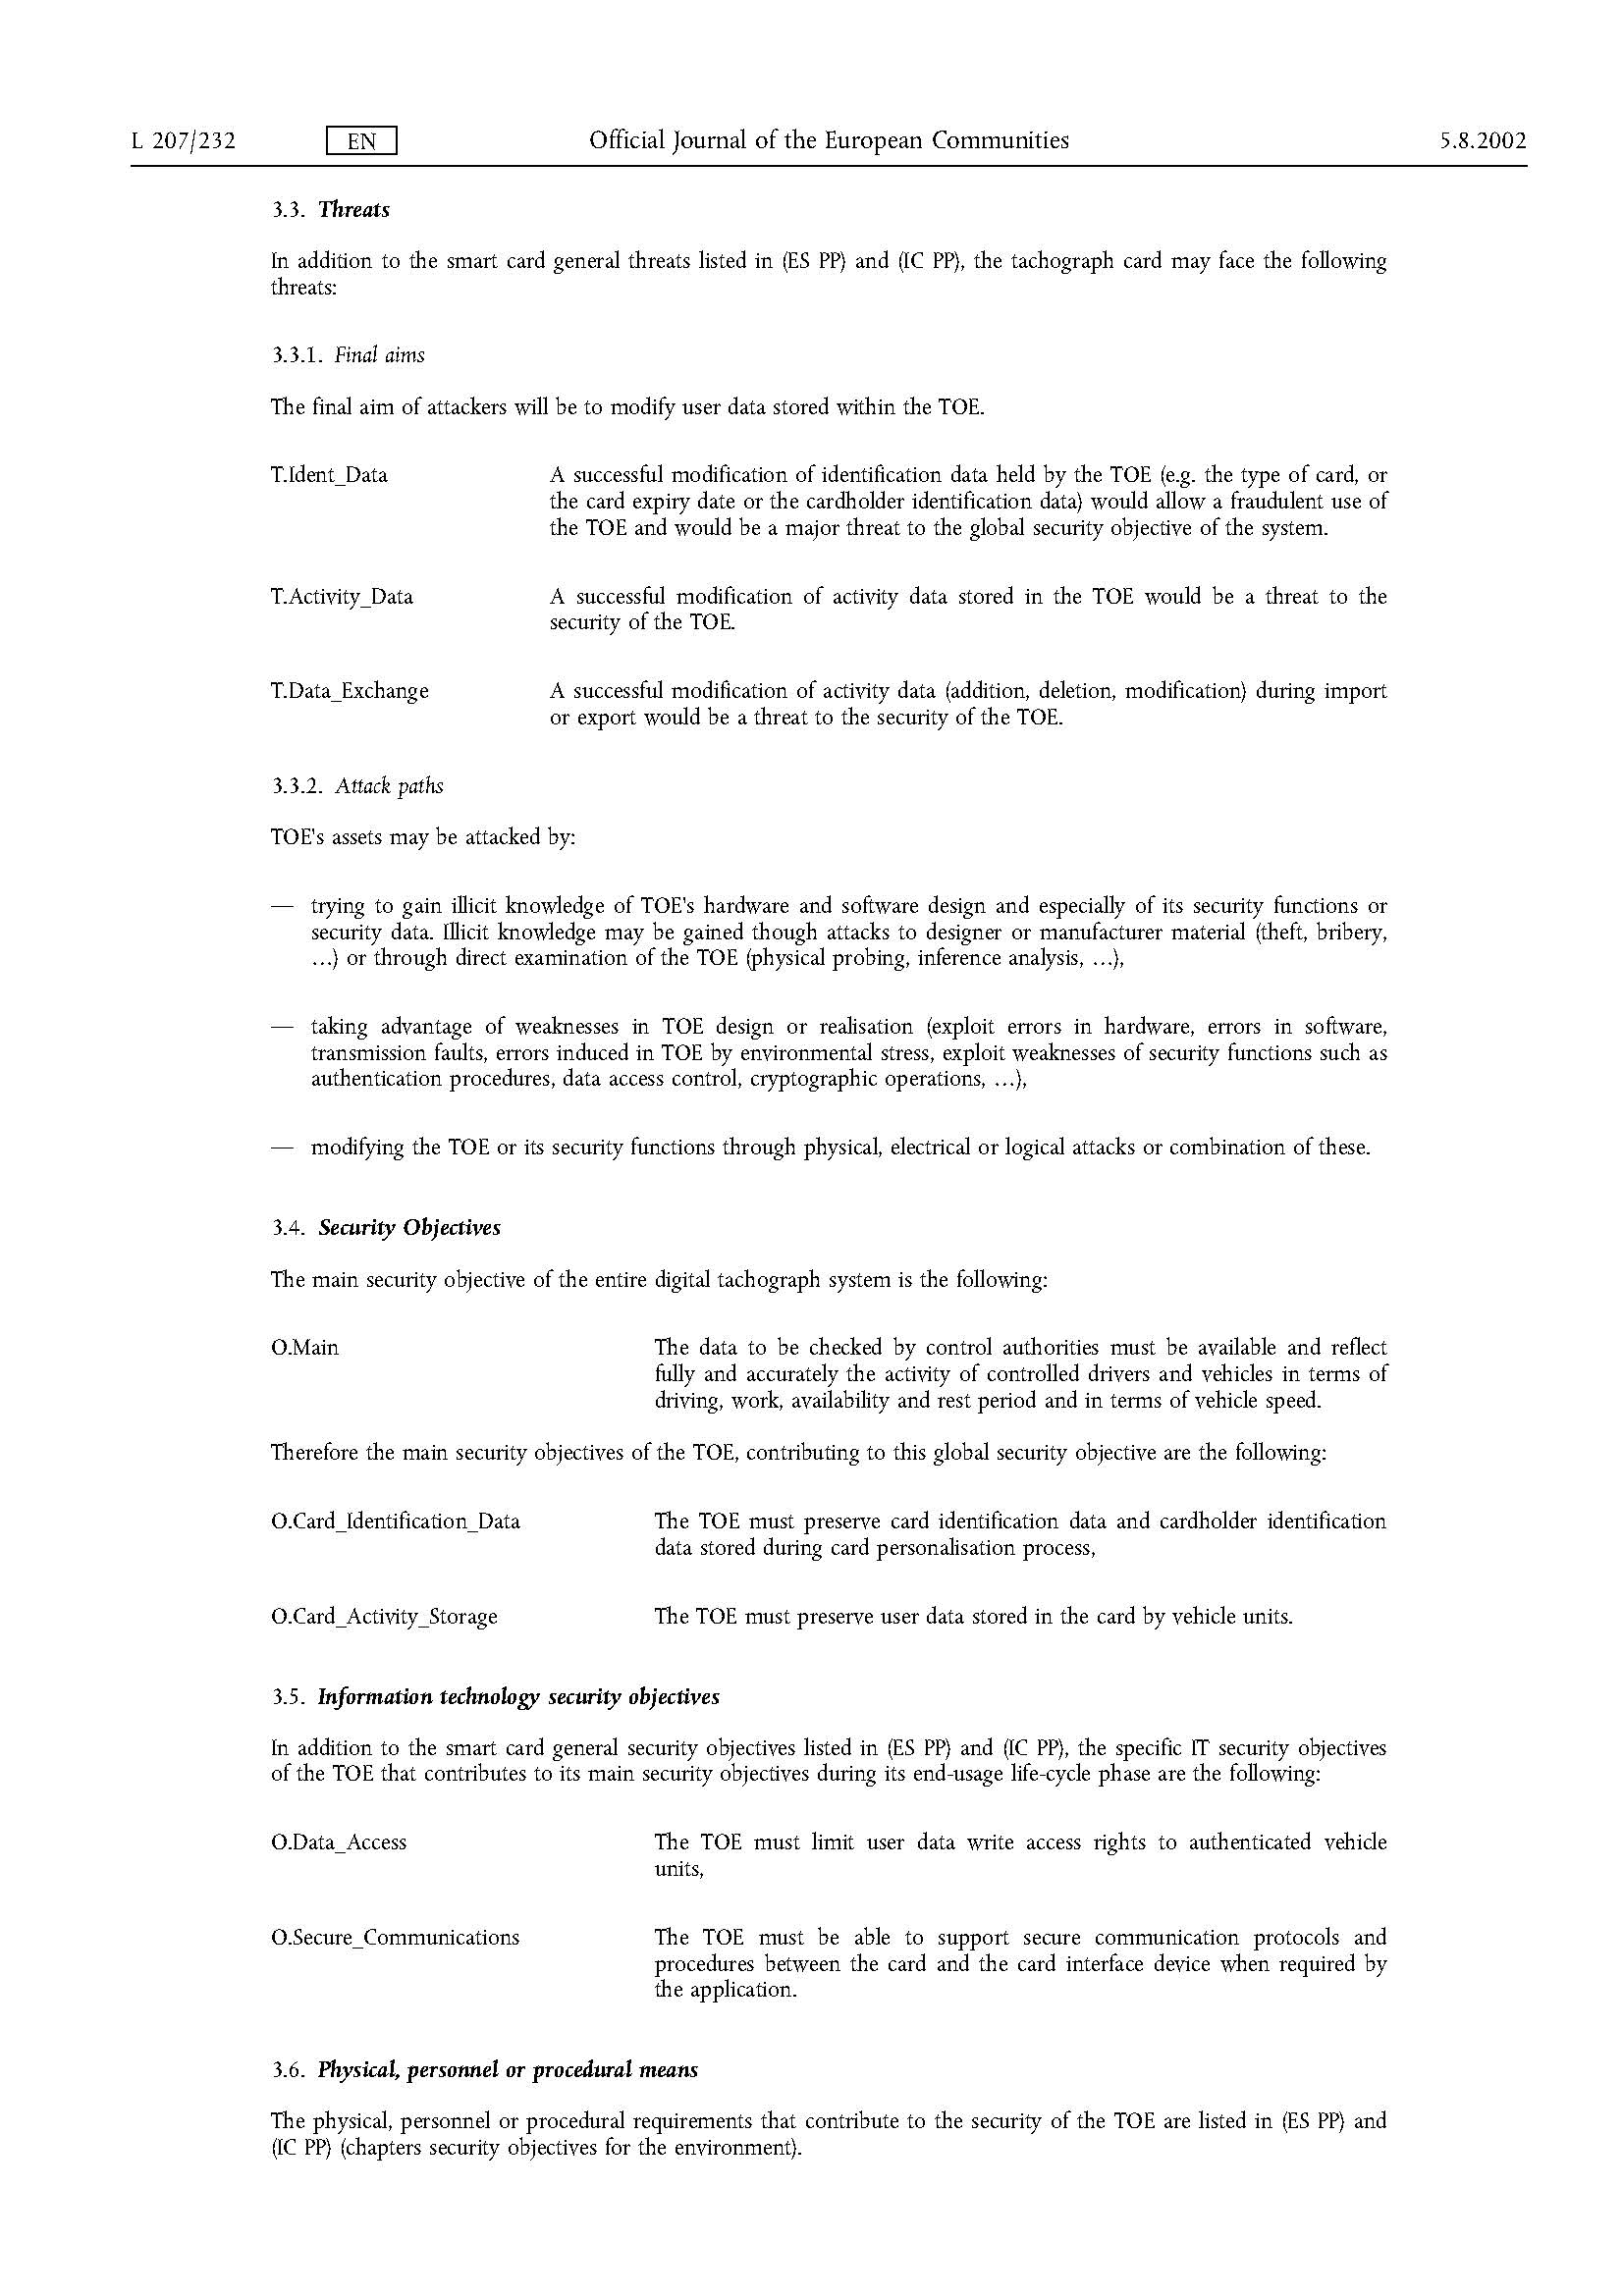 L 207/232 EN Official Journal of the European Communities 5.8.2002
3.3. Threats
In addition to the smart card general threats listed in (ES PP) and (IC PP), the tachograph card may face the following
threats:
3.3.1. Final aims
The final aim of attackers will be to modify user data stored within the TOE.
T.Ident_Data A successful modification of identification data held by the TOE (e.g. the type of card, or
the card expiry date or the cardholder identification data) would allow a fraudulent use of
the TOE and would be a major threat to the global security objective of the system.
T.Activity_Data A successful modification of activity data stored in the TOE would be a threat to the
security of the TOE.
T.Data_Exchange A successful modification of activity data (addition, deletion, modification) during import
or export would be a threat to the security of the TOE.
3.3.2. Attack paths
TOE's assets may be attacked by:
— trying to gain illicit knowledge of TOE's hardware and software design and especially of its security functions or
security data. Illicit knowledge may be gained though attacks to designer or manufacturer material (theft, bribery,
…) or through direct examination of the TOE (physical probing, inference analysis, …),
— taking advantage of weaknesses in TOE design or realisation (exploit errors in hardware, errors in software,
transmission faults, errors induced in TOE by environmental stress, exploit weaknesses of security functions such as
authentication procedures, data access control, cryptographic operations, …),
— modifying the TOE or its security functions through physical, electrical or logical attacks or combination of these.
3.4. Security Objectives
The main security objective of the entire digital tachograph system is the following:
O.Main The data to be checked by control authorities must be available and reflect
fully and accurately the activity of controlled drivers and vehicles in terms of
driving, work, availability and rest period and in terms of vehicle speed.
Therefore the main security objectives of the TOE, contributing to this global security objective are the following:
O.Card_Identification_Data The TOE must preserve card identification data and cardholder identification
data stored during card personalisation process,
O.Card_Activity_Storage The TOE must preserve user data stored in the card by vehicle units.
3.5. Information technology security objectives
In addition to the smart card general security objectives listed in (ES PP) and (IC PP), the specific IT security objectives
of the TOE that contributes to its main security objectives during its end-usage life-cycle phase are the following:
O.Data_Access The TOE must limit user data write access rights to authenticated vehicle
units,
O.Secure_Communications The TOE must be able to support secure communication protocols and
procedures between the card and the card interface device when required by
the application.
3.6. Physical, personnel or procedural means
The physical, personnel or procedural requirements that contribute to the security of the TOE are listed in (ES PP) and
(IC PP) (chapters security objectives for the environment).